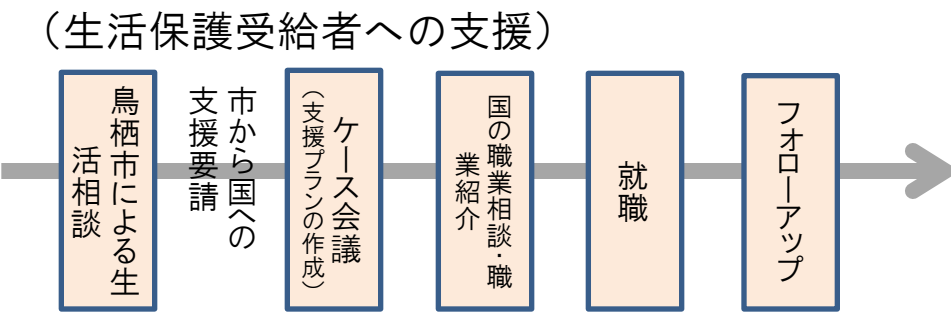 （生活保護受給者への支援）
鳥栖市による生
活相談
市から国への
支援要請
ケース会議
（支援プランの作成）
国の職業相談・職
業紹介
就職
フォローアップ